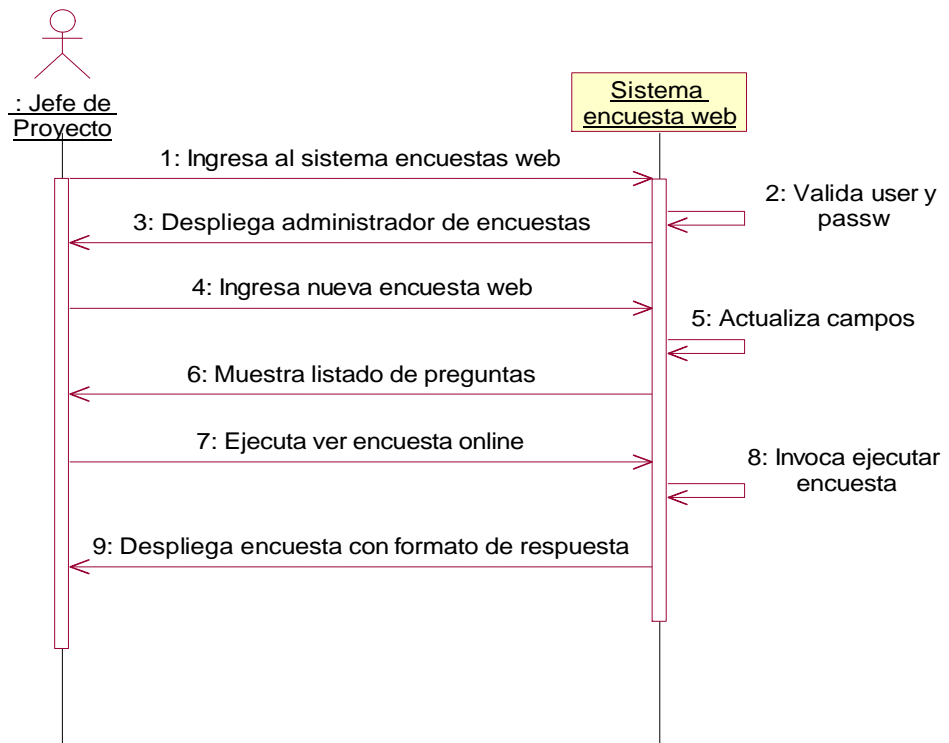 : Jefe de
Proyecto
Sistema
encuesta web
1: Ingresa al sistema encuestas web
2: Valida user y
passw
3: Despliega administrador de encuestas
4: Ingresa nueva encuesta web
5: Actualiza campos
6: Muestra listado de preguntas
7: Ejecuta ver encuesta online
8: Invoca ejecutar
encuesta
9: Despliega encuesta con formato de respuesta